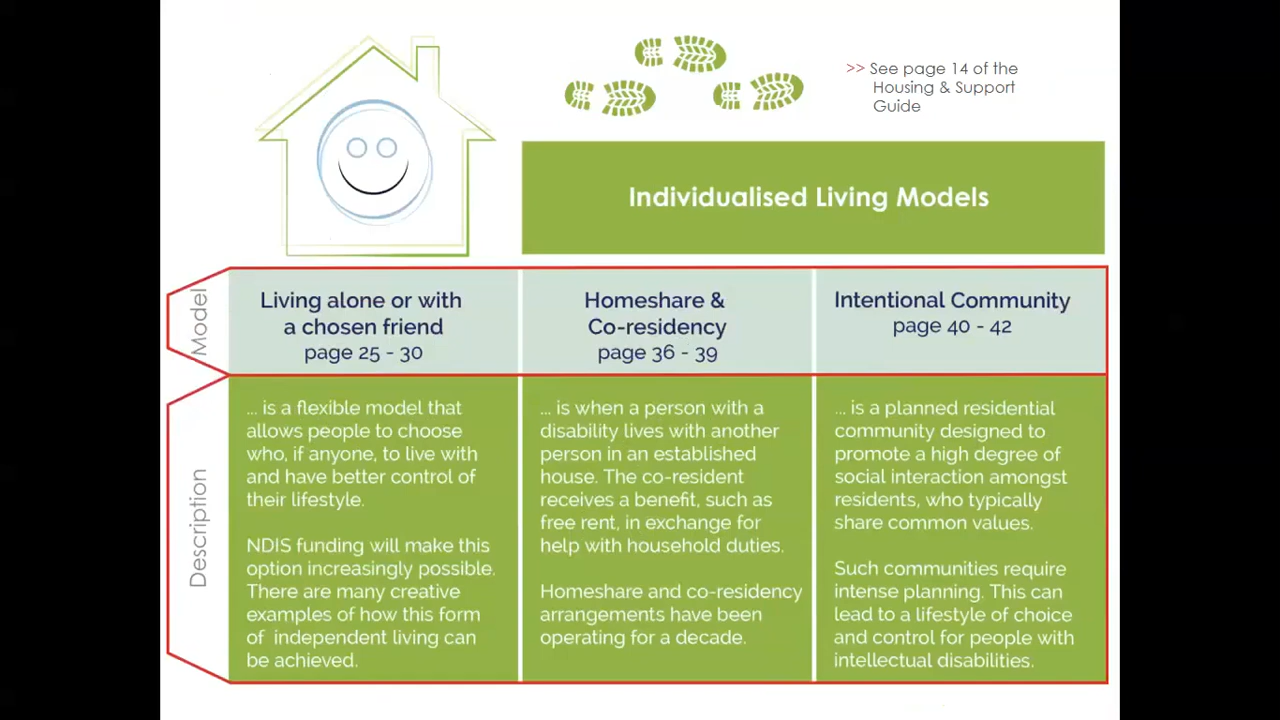 >> See page 14 of the
Housing & Support
Guide
Individualised Living Models
Model
Living alone or with
a chosen friend
page 25 - 30
Homeshare &
Co-residency
page 36 - 39
Intentional Community
page 40 - 42
Description
... is a flexible model that
allows people to choose
who, if anyone, to live with
and have better control of
their lifestyle.
NDIS funding will make this
option increasingly possible.
There are many creative
examples of how this form
of  independent living can
be achieved.
... is when a person with a
disability lives with another
person in an established
house. The co-resident
receives a benefit, such as
free rent, in exchange for
help with household duties.
Homeshare and co-residency
arrangements have been
operating for a decade.
... is a planned residential
community designed to
promote a high degree of
social interaction amongst
residents, who typically
share common values.
Such communities require
intense planning. This can
lead to a lifestyle of choice
and control for people with
intellectual disabilities.